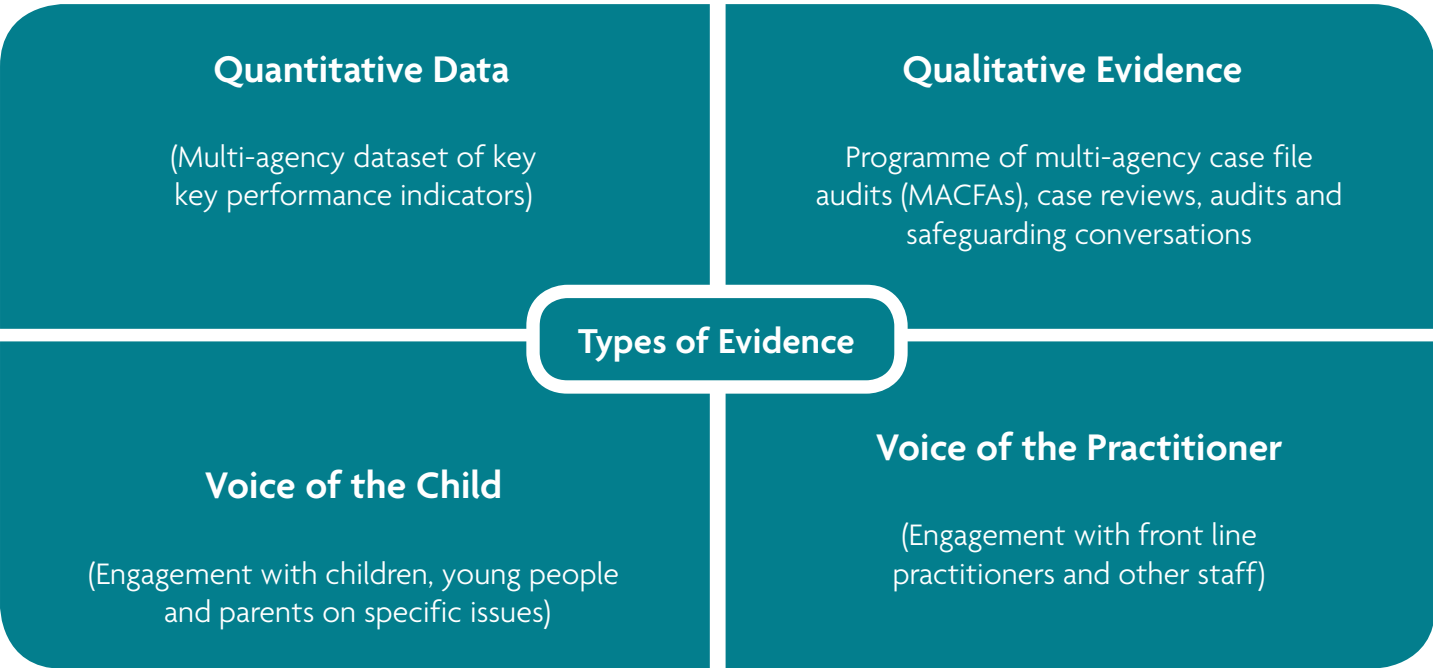 Quantitative Data
(Multi-agency dataset of key
key performance indicators)
Qualitative Evidence
Programme of multi-agency case file
audits (MACFAs), case reviews, audits and
safeguarding conversations
Types of Evidence
Voice of the Child
(Engagement with children, young people
and parents on specific issues)
Voice of the Practitioner
(Engagement with front line
practitioners and other staff)